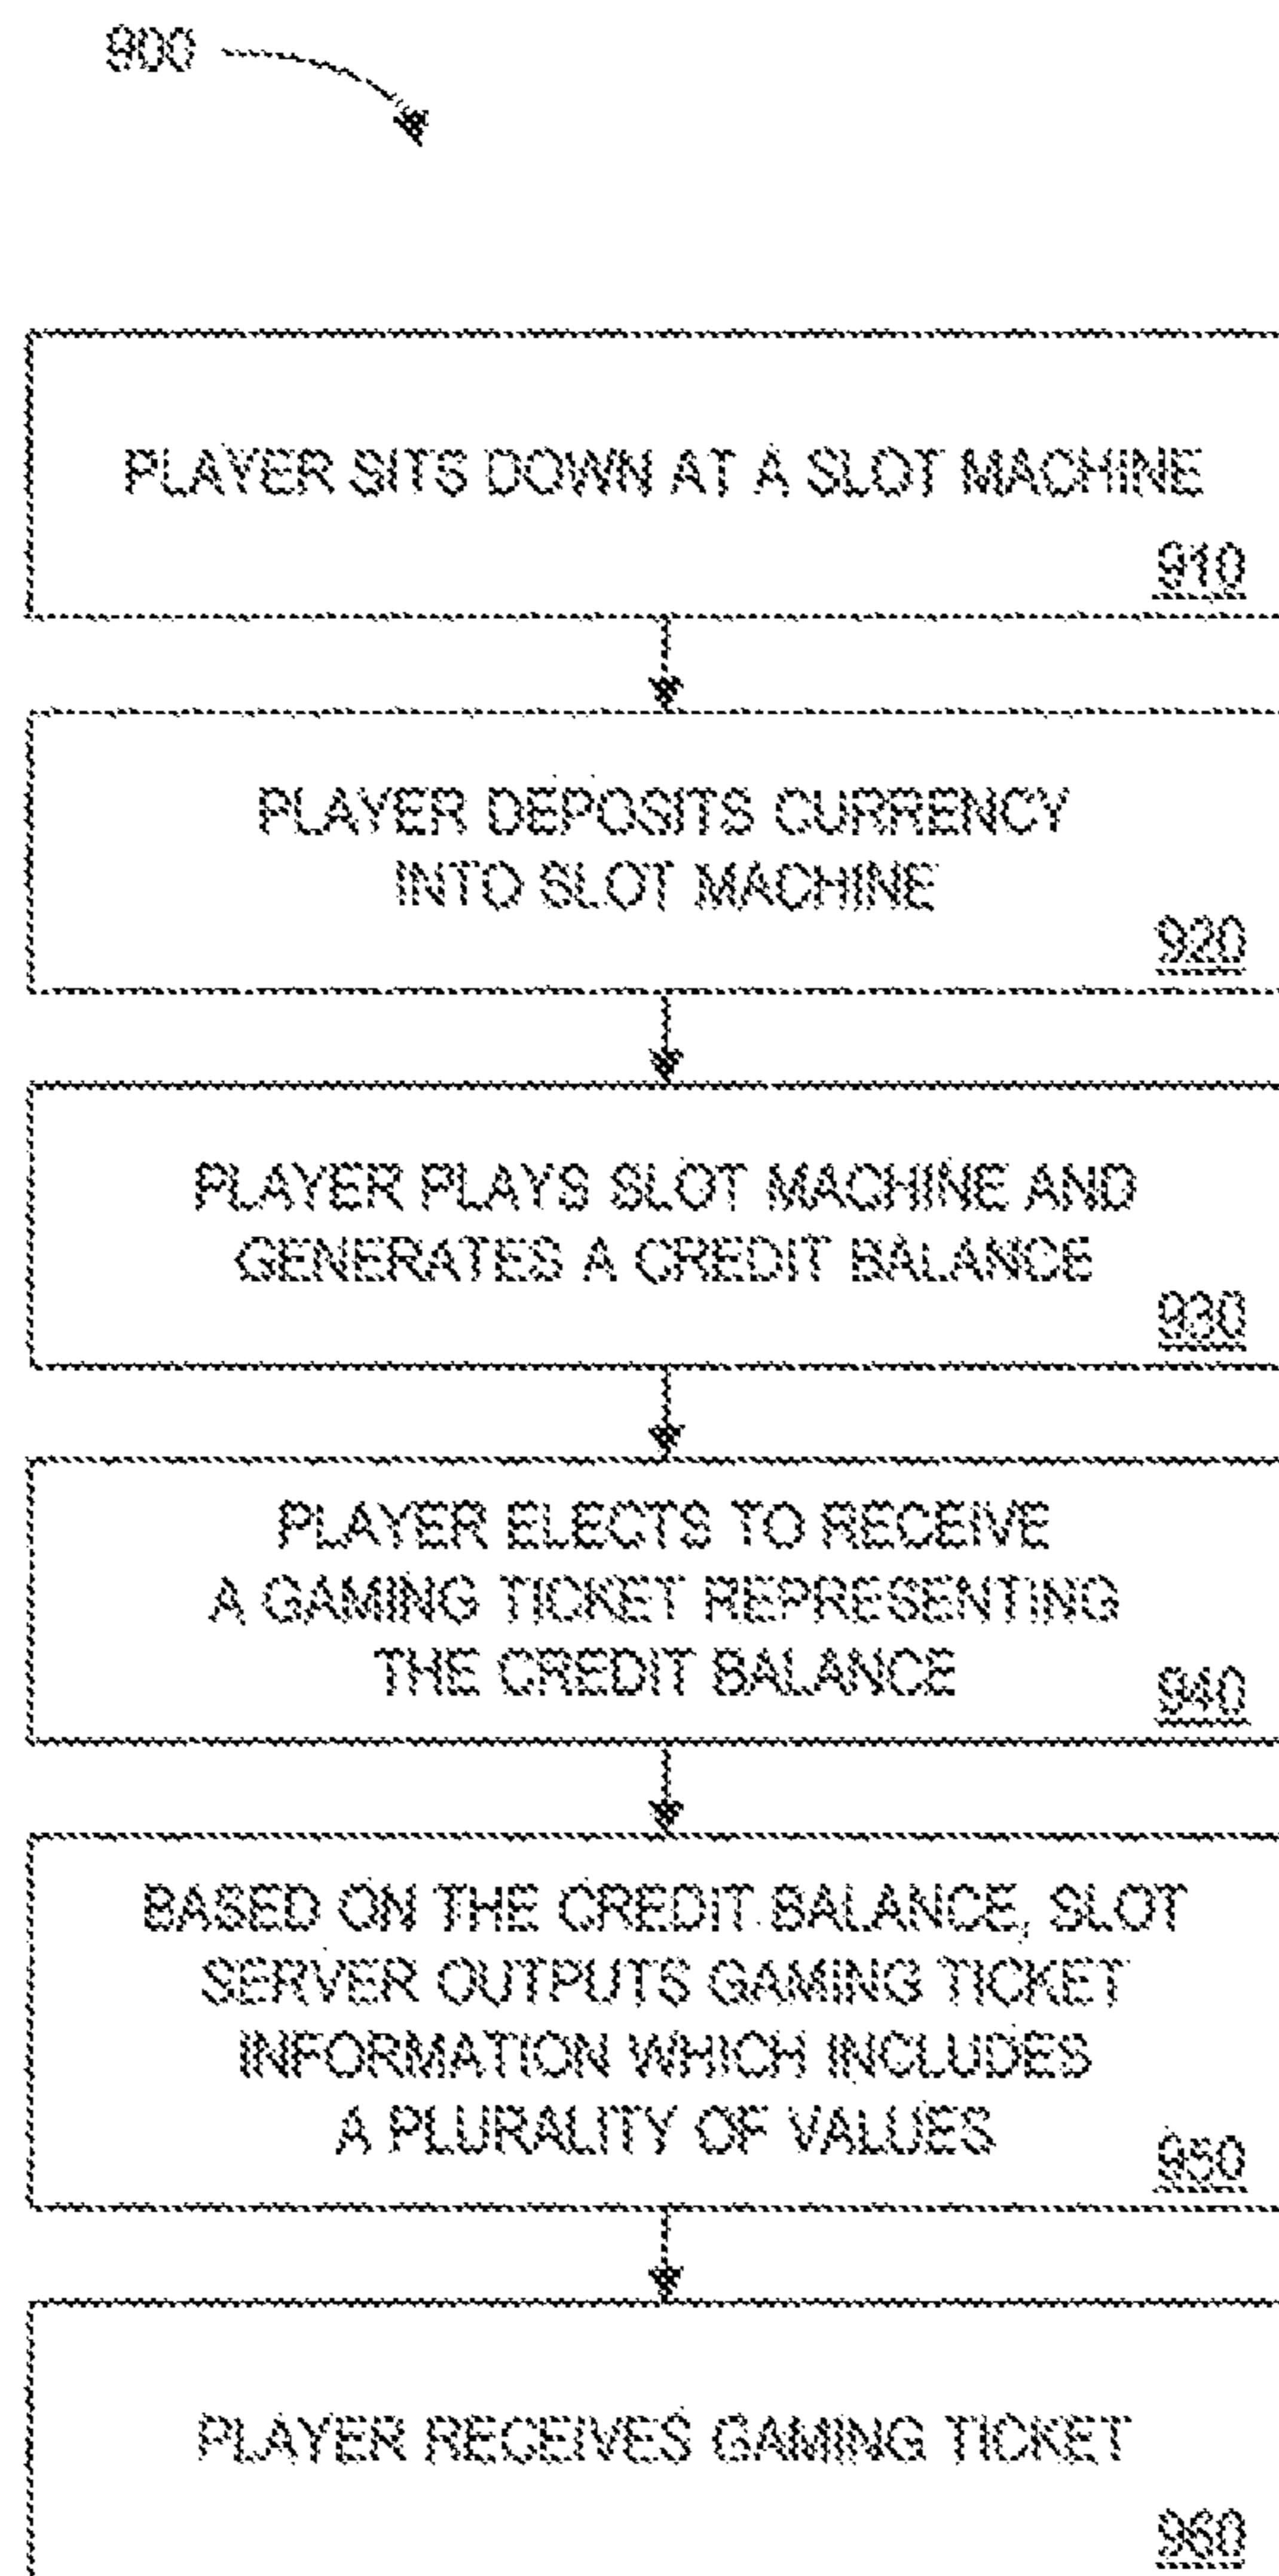 900
PLAYER SITS DOWN AT A SLOT MACHINE
910
PLAYER DEPOSITS CURRENCY
INTO SLOT MACHINE
920
PLAYER PLAYS SLOT MACHINE AND
GENERATES A CREDIT BALANCE
930
PLAYER ELECTS TO RECEIVE
A GAMING TICKET REPRESENTING
THE CREDIT BALANCE
940
BASED ON THE CREDIT BALANCE, SLOT
SERVER OUTPUTS GAMING TICKET
INFORMATION WHICH INCLUDES
A PLURALITY OF VALUES
950
PLAYER RECEIVES GAMING TICKET
960